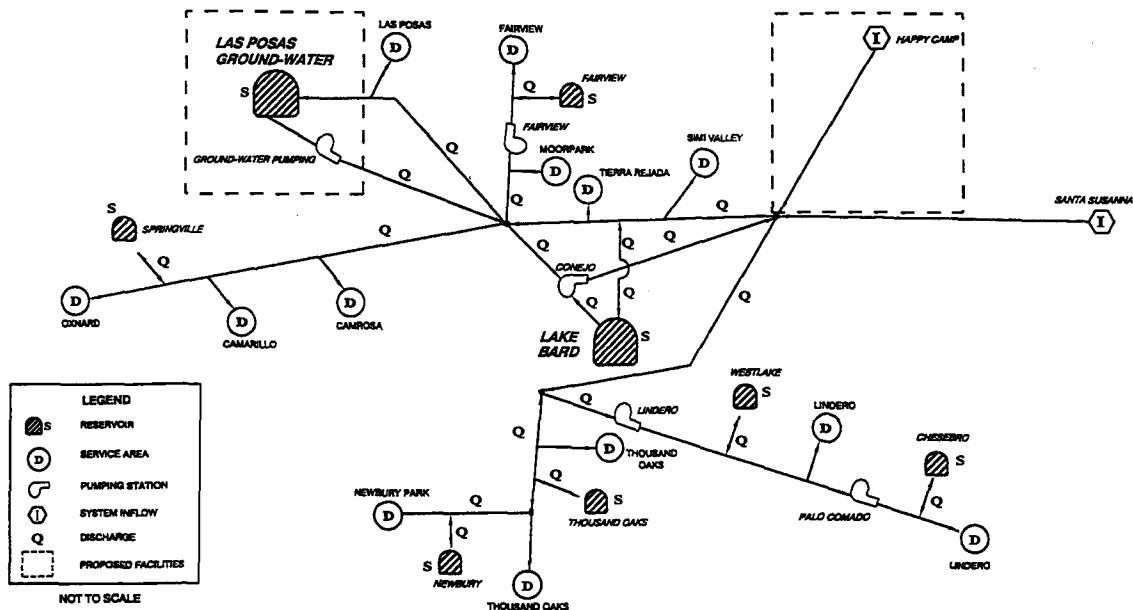 LAS POSAS
GROUND-WATER
S
LAS POSAS
D
FAIRVIEW
D
Q
FAIRVIEW
S
I
HAPPY CAMP
GROUND-WATER PUMPING
Q
Q
FAIRVIEW
MOORPARK
D
Q
TIERRA REJADA
D
SIMI VALLEY
D
Q
SANTA SUSANNA
I
S
SPRINGVILLE
Q
Q
Q
Q
Q
CONEJO
Q
Q
Q
D
OXNARD
D
CAMARILLO
D
CAMROSA
LAKE
BARD
S
LEGEND
S
RESERVOIR
D
SERVICE AREA
PUMPING STATION
I
SYSTEM INFLOW
Q
DISCHARGE
PROPOSED FACILITIES
NOT TO SCALE
Q
LINDERO
WESTLAKE
S
Q
LINDERO
D
CHESEBRO
S
Q
PALO COMADO
D
LINDERO
Q
D
THOUSAND
OAKS
Q
S
THOUSAND OAKS
NEWBURY PARK
D
Q
Q
S
NEWBURY
D
THOUSAND OAKS